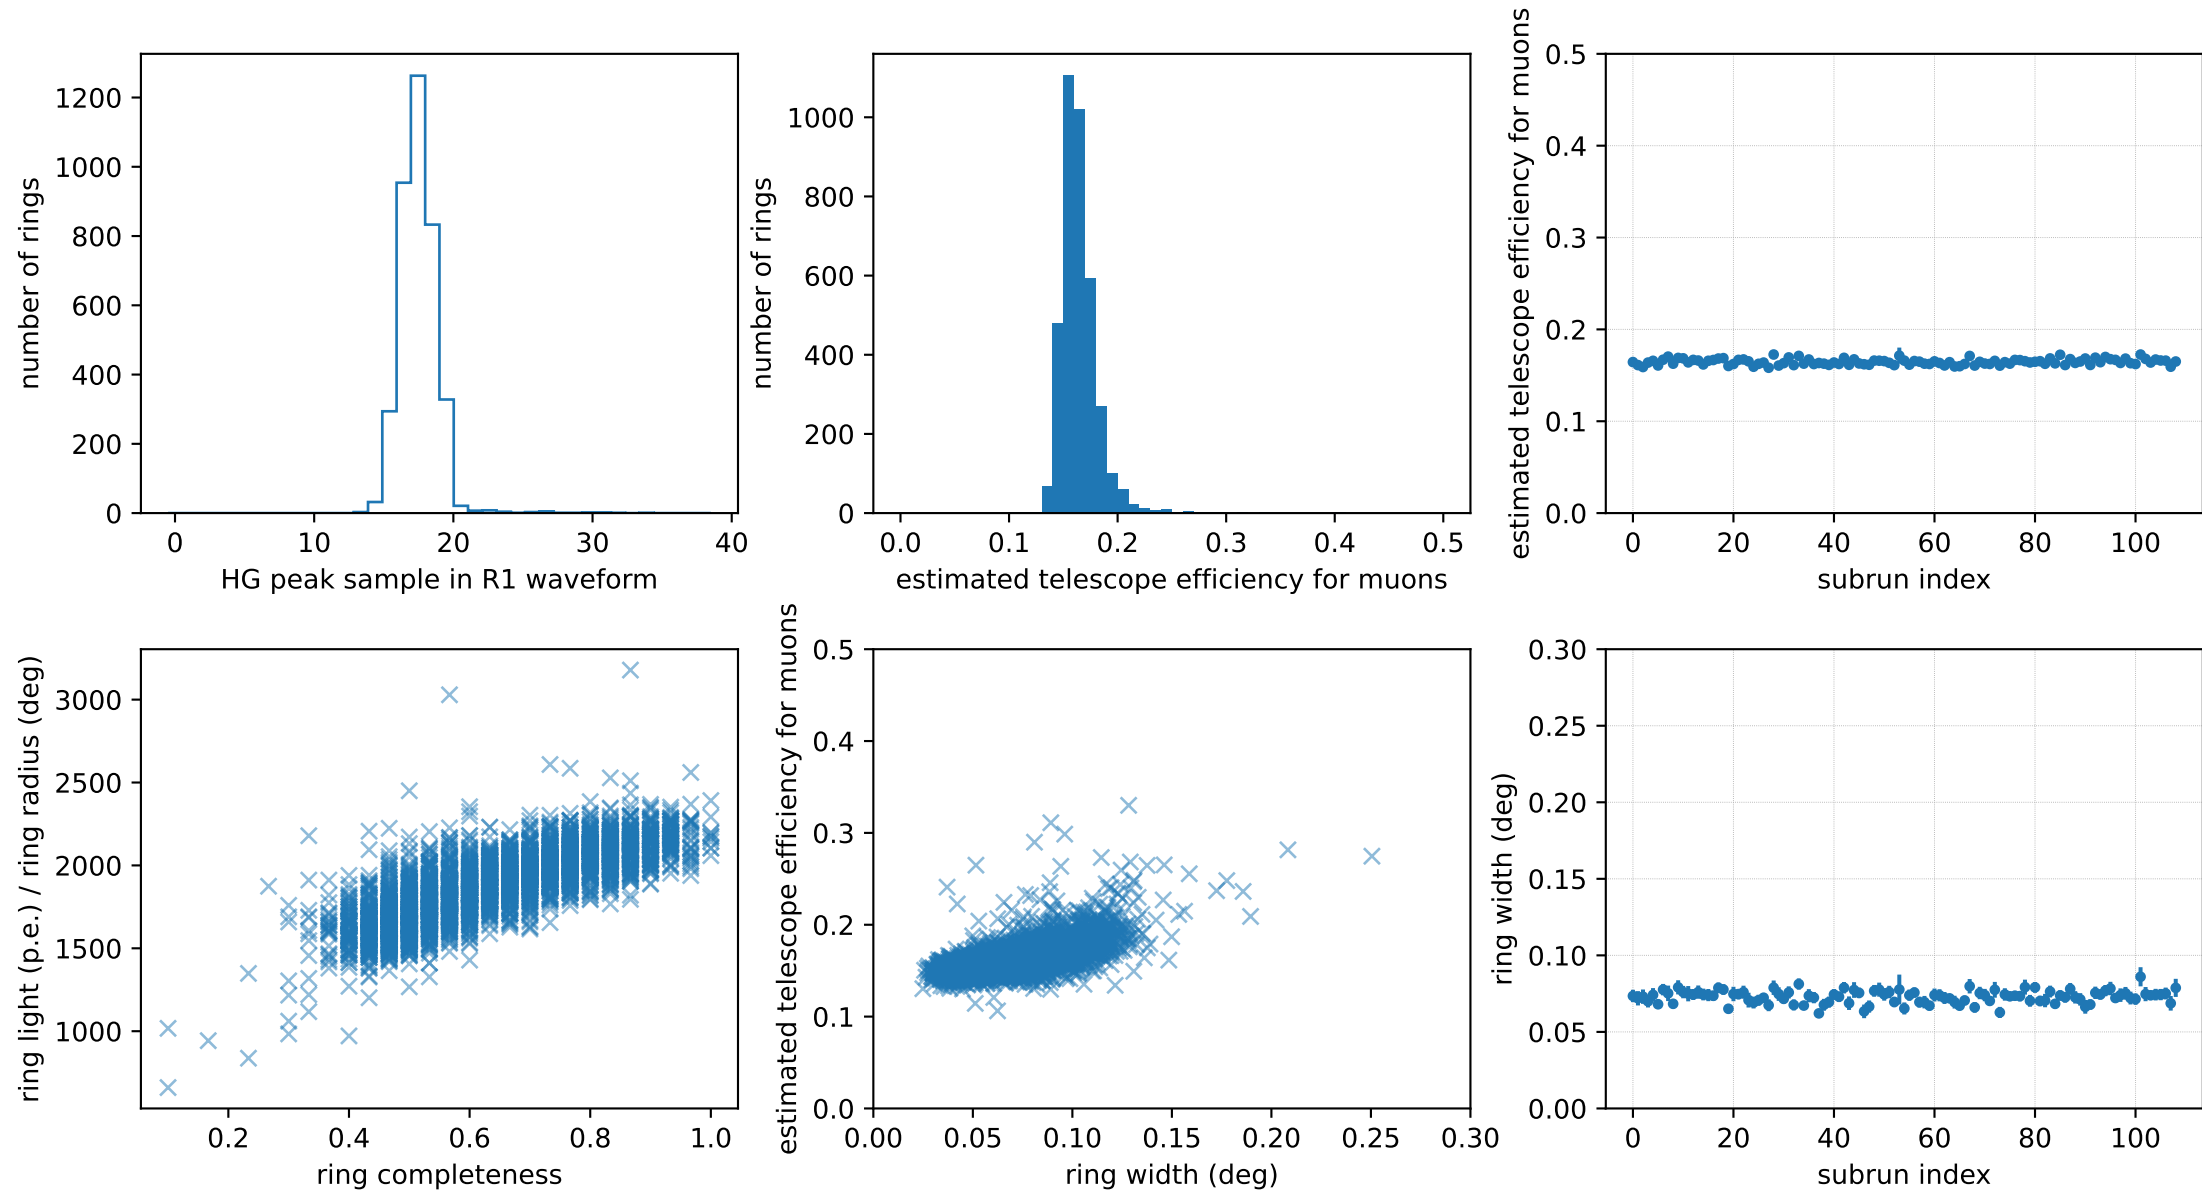 number of rings
1200
1000
800
600
400
200
0
0 10 20 30 40
HG peak sample in R1 waveform
number of rings
1000
800
600
400
200
0
0.0 0.1 0.2 0.3 0.4 0.5
estimated telescope efficiency for muons
estimated telescope efficiency for muons
0.5
0.4
0.3
0.2
0.1
0.0
0 20 40 60 80 100
subrun index
ring light (p.e.) / ring radius (deg)
3000
2500
2000
1500
1000
0.2 0.4 0.6 0.8 1.0
ring completeness
estimated telescope efficiency for muons
0.5
0.4
0.3
0.2
0.1
0.0
0.00 0.05 0.10 0.15 0.20 0.25 0.30
ring width (deg)
ring width (deg)
0.30
0.25
0.20
0.15
0.10
0.05
0.00
0 20 40 60 80 100
subrun index